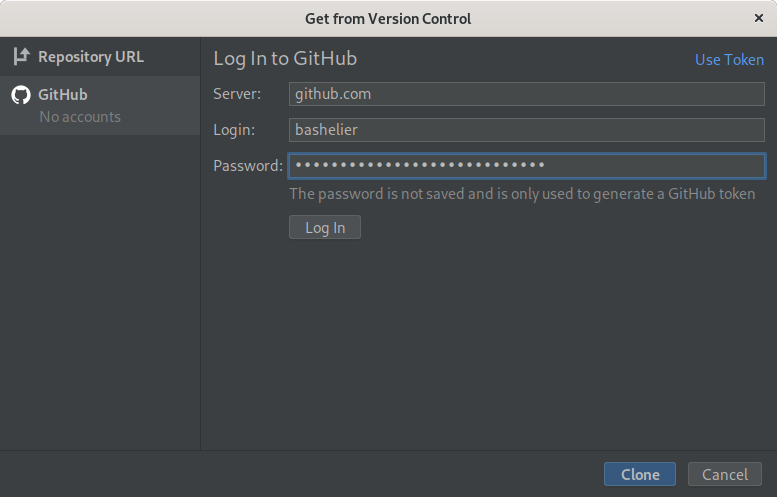 Get from Version Control
Repository URL
GitHub
No accounts
Log In to GitHub
Use Token
Server: github.com
Login: bashelier
Password: ••••••••••••••••••••••••••••
The password is not saved and is only used to generate a GitHub token
Log In
Clone
Cancel